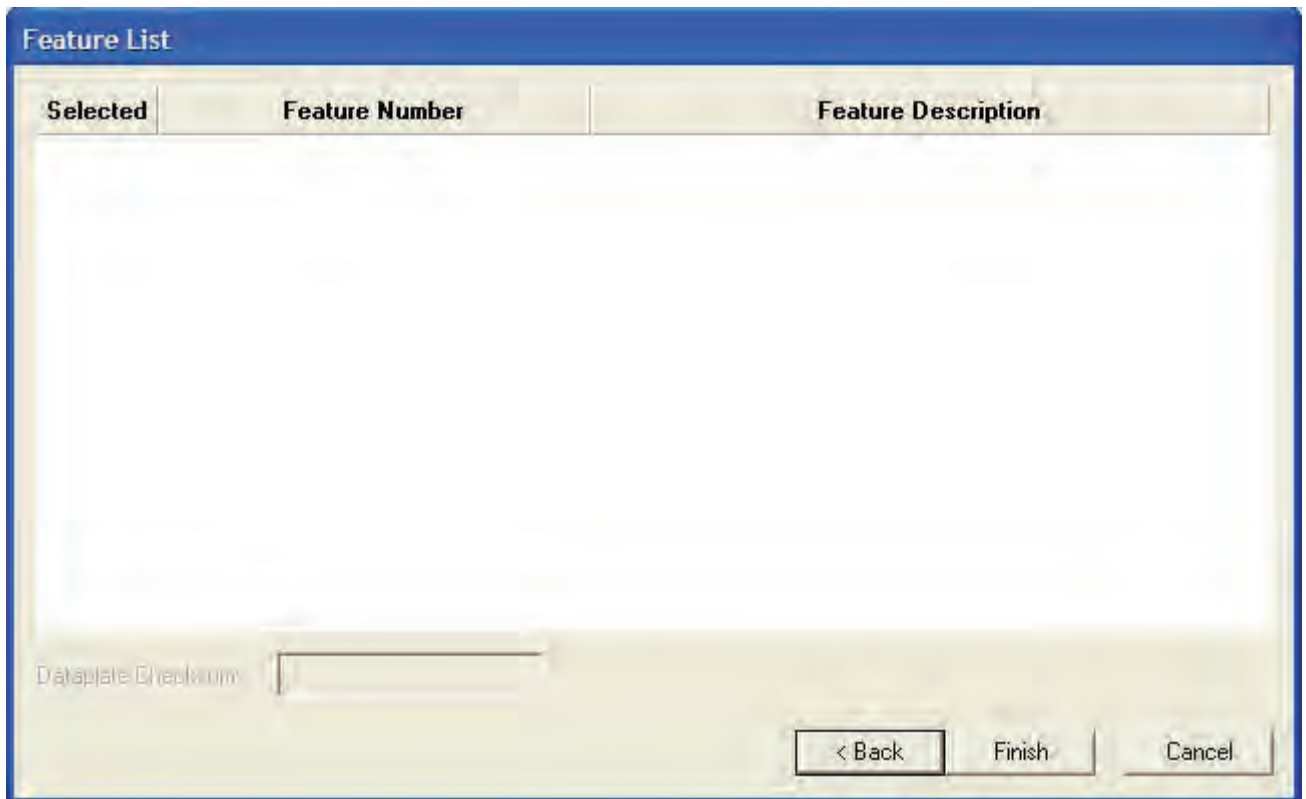 Feature List
Selected Feature Number Feature Description
Dataplate Checksum:
< Back Finish Cancel